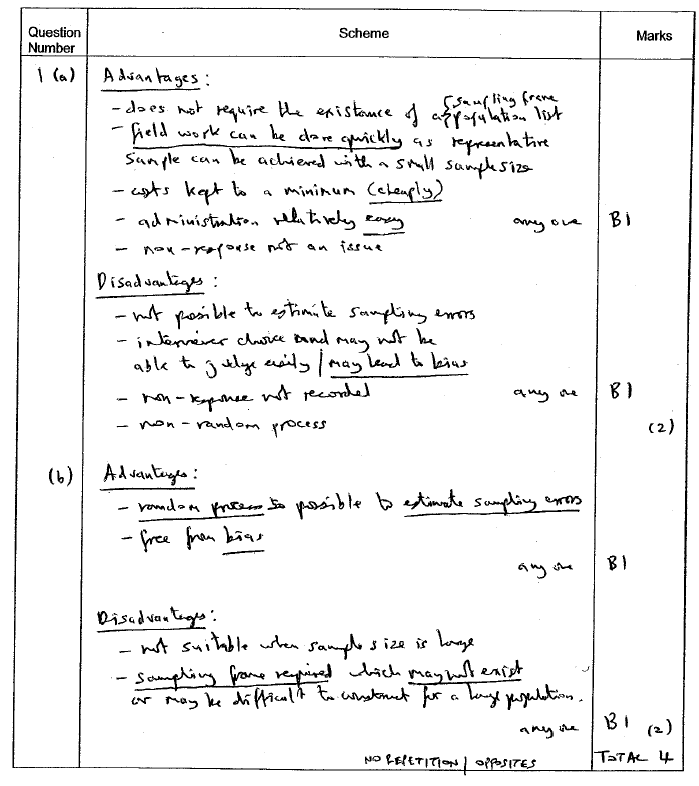 Question Number
Scheme
Marks
1 (a)
Advantages:
- does not require the existance of a population list
{ sampling frame
- field work can be done quickly as representative
sample can be achieved with a small sample size
- costs kept to a minimum (cheaply)
- administration relatively easy any one B1
- non-response not an issue
Disadvantages:
- not possible to estimate sampling errors
- interviewer choice and may not be
able to judge easily / may lead to bias
- non-response not recorded any one B1
- non-random process (2)
(b) Advantages:
- random process so possible to estimate sampling errors
- free from bias
any one B1
Disadvantages:
- not suitable when sample size is large
- sampling frame required which may not exist
or may be difficult to construct for a large population.
any one B1 (2)
NO REPETITION / OPPOSITES TOTAL 4